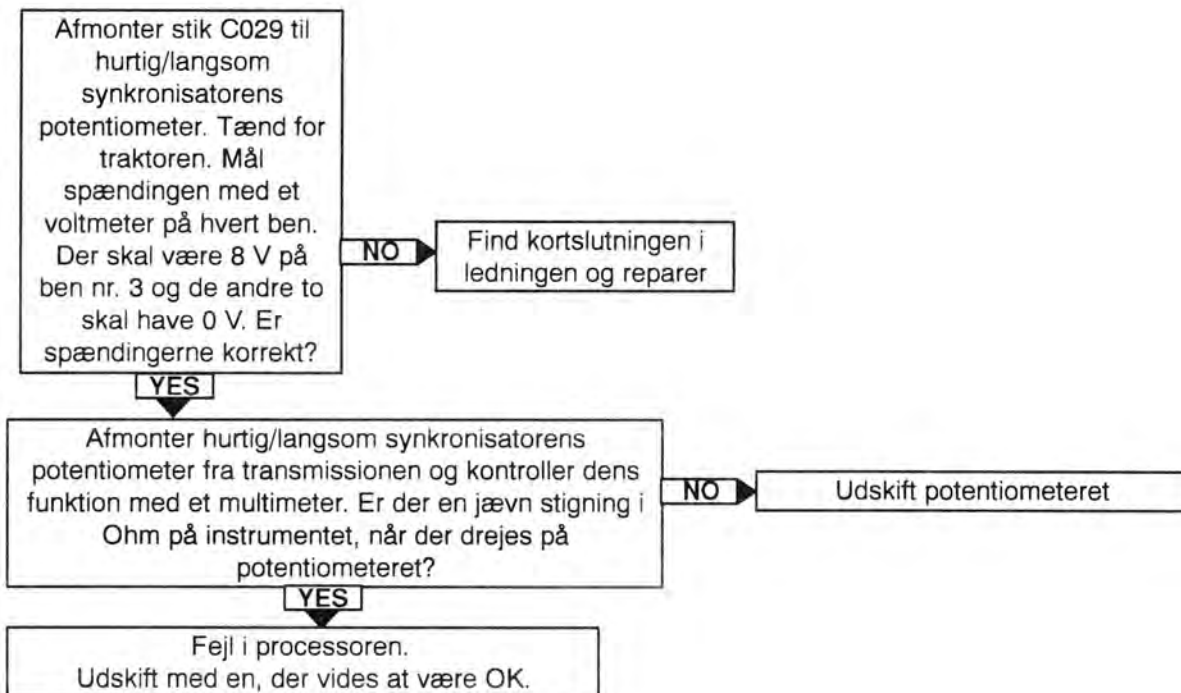 Afmonter stik C029 til
hurtig/langsom
synkronisatorens
potentiometer. Tænd for
traktoren. Mål
spændingen med et
voltmeter på hvert ben.
Der skal være 8 V på
ben nr. 3 og de andre to
skal have 0 V. Er
spændingerne korrekt?
NO
Find kortslutningen i
ledningen og reparer
YES
Afmonter hurtig/langsom synkronisatorens
potentiometer fra transmissionen og kontroller dens
funktion med et multimeter. Er der en jævn stigning i
Ohm på instrumentet, når der drejes på
potentiometeret?
NO
Udskift potentiometeret
YES
Fejl i processoren.
Udskift med en, der vides at være OK.